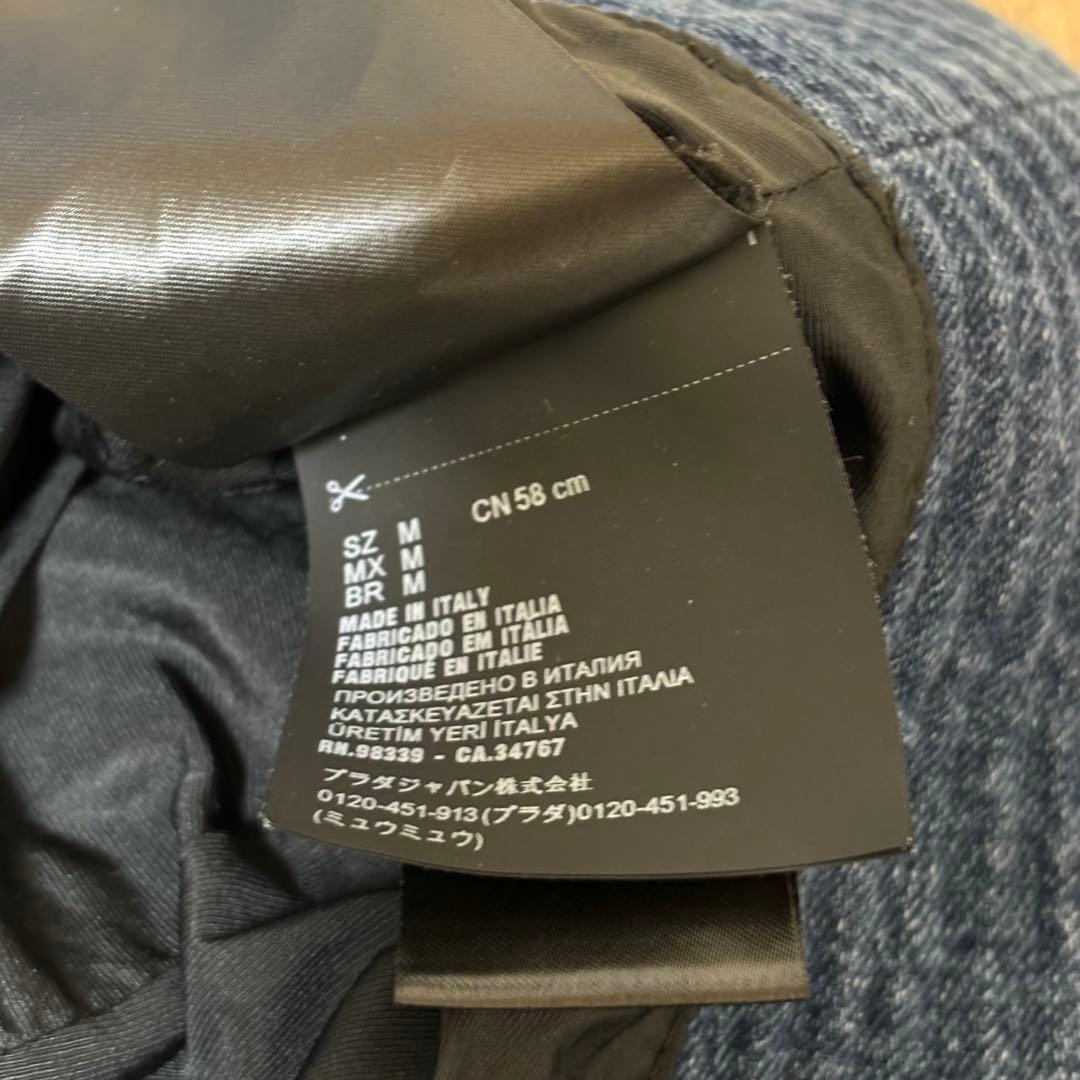 CN 58 cm
SZ M
MX M
BR M
MADE IN ITALY
FABRICADO EN ITALIA
FABRICADO EM ITÁLIA
FABRIQUÉ EN ITALIE
ПРОИЗВЕДЕНО В ИТАЛИЯ
ΚΑΤΑΣΚΕΥΑΖΕΤΑΙ ΣΤΗΝ ΙΤΑΛΙΑ
ÜRETİM YERİ İTALYA
RN.98339 - CA.34767
プラダジャパン株式会社
0120-451-913(プラダ)0120-451-993
(ミュウミュウ)